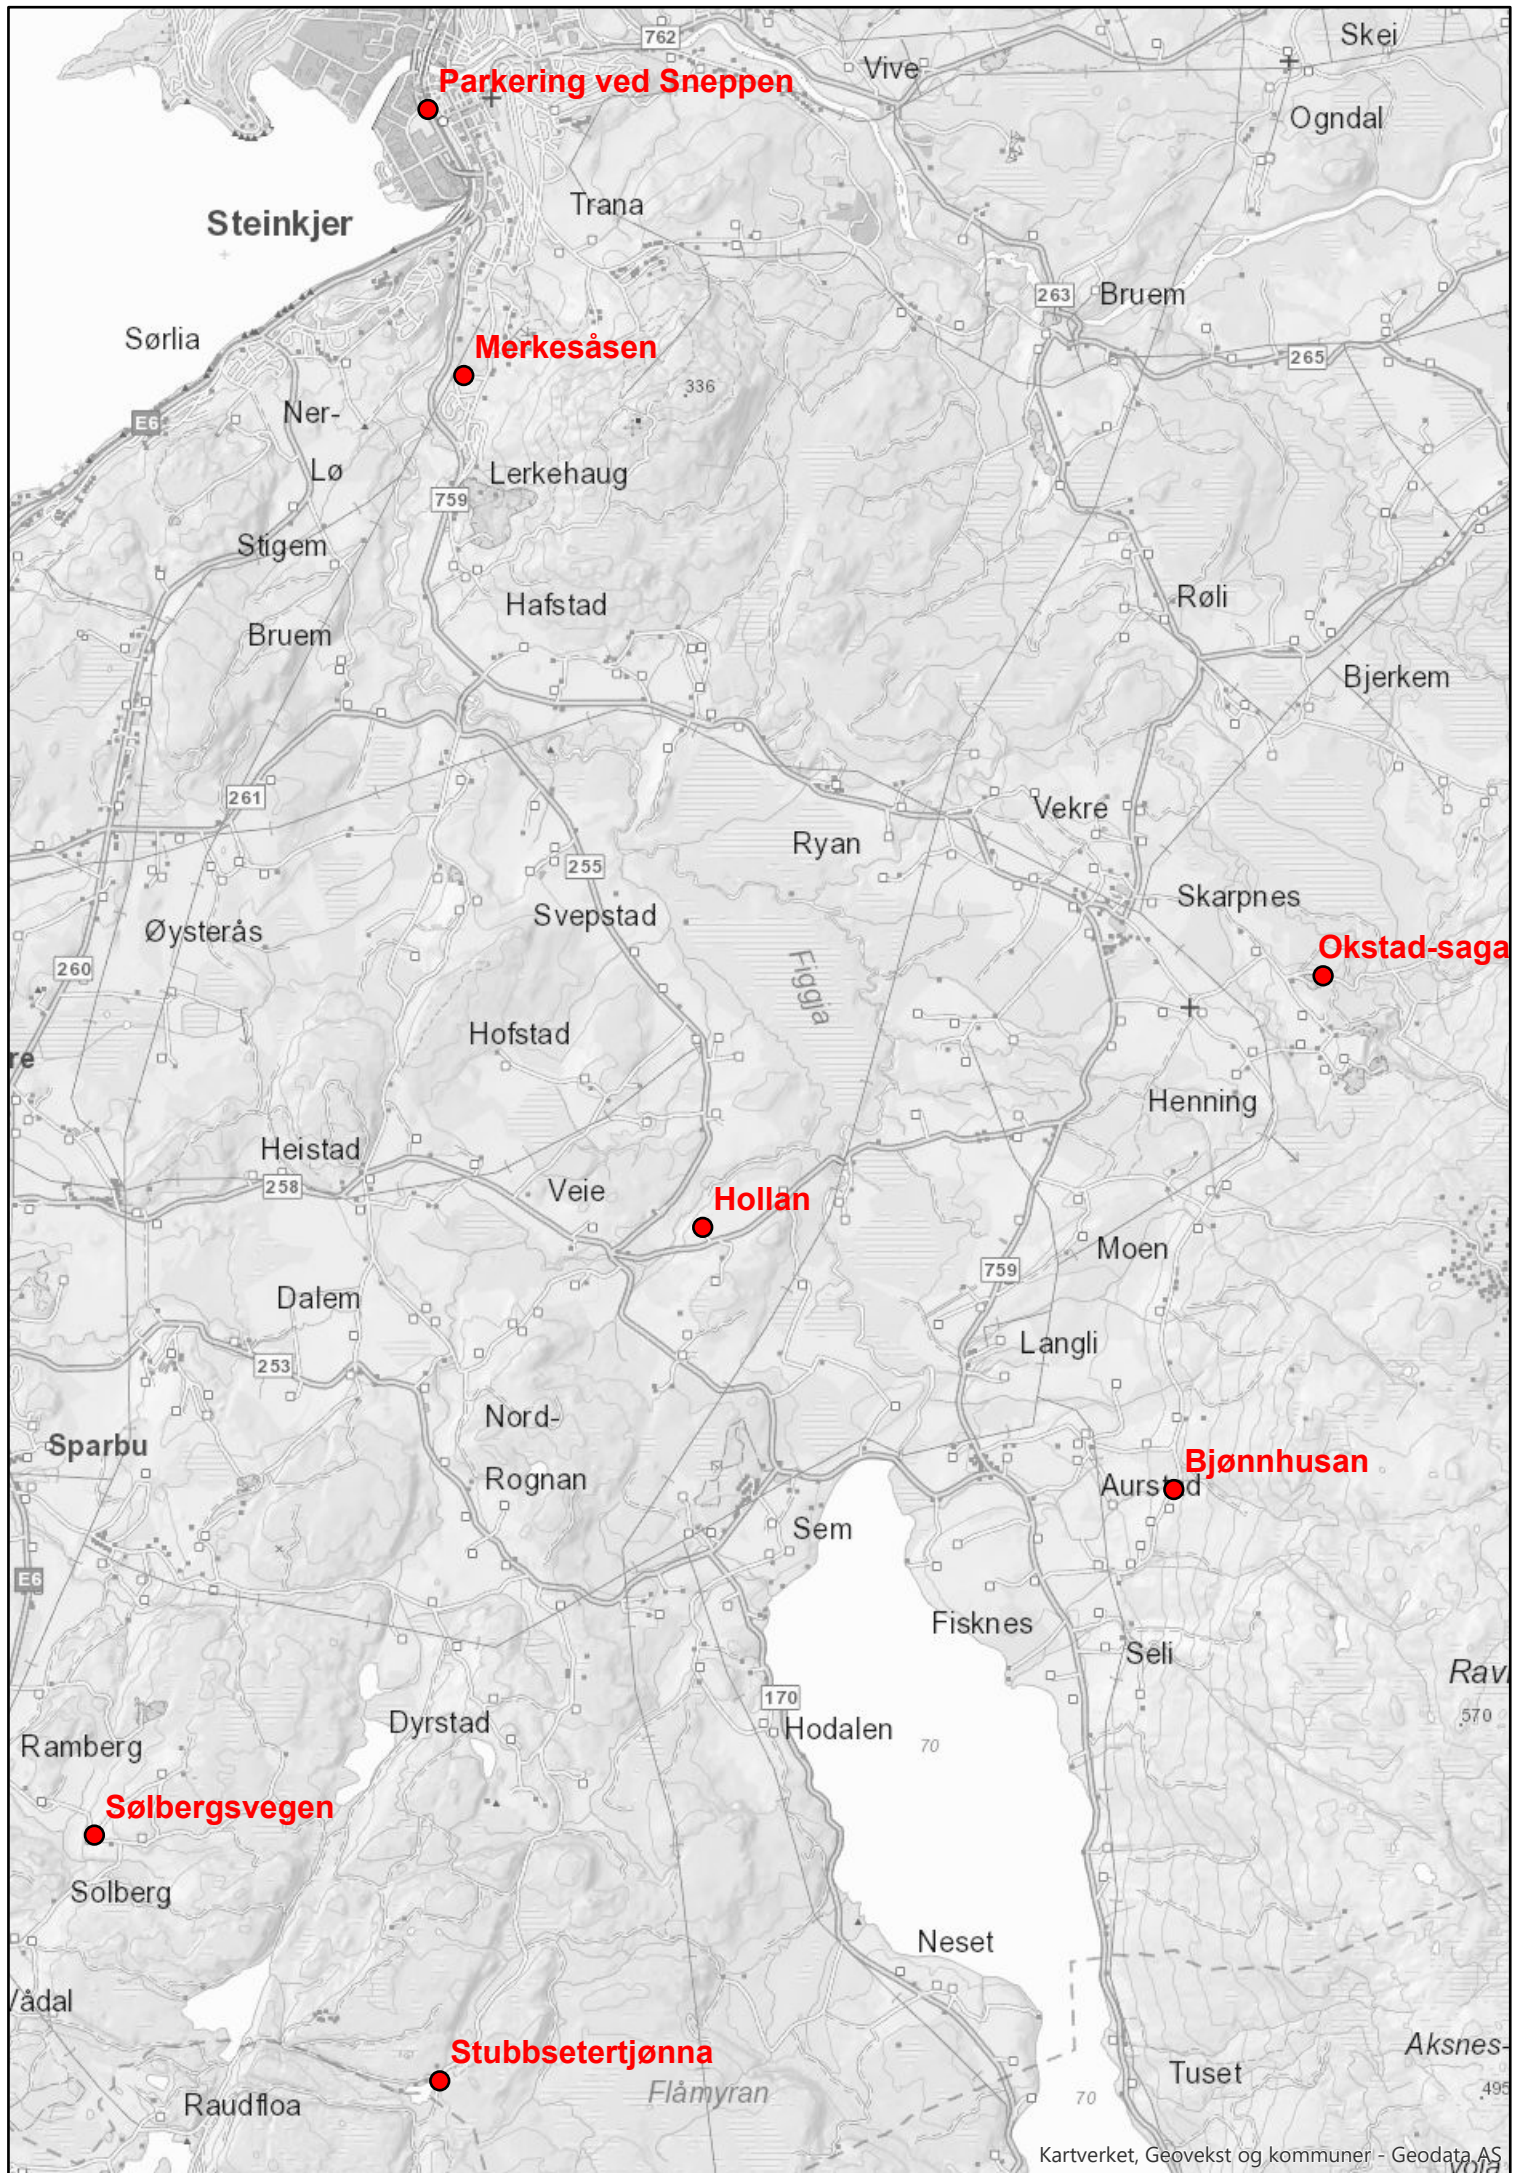 762
Skei
Vive
Parkering ved Sneppen
Ogndal
Trana
Steinkjer
263
Bruem
Sørlia
Merkesåsen
265
336
Ner-
Lø
E6
Lerkehaug
759
Stigem
Røli
Hafstad
Bruem
Bjerkem
261
Vekre
Ryan
255
Skarpnes
Svepstad
Øysterås
Okstad-saga
260
Figgja
Hofstad
re
Henning
Heistad
258
Veie
Hollan
Moen
759
Dalem
Langli
253
Nord-
Rognan
Sparbu
Bjønnhusan
Aurstad
Sem
E6
Fisknes
Seli
Rav
570
170
Hodalen
Dyrstad
70
Ramberg
Sølbergsvegen
Solberg
Neset
Vådal
Stubbsetertjønna
Aksnes-
495
Tuset
Flåmyran
70
Raudfloa
Kartverket, Geovekst og kommuner - Geodata AS
vola